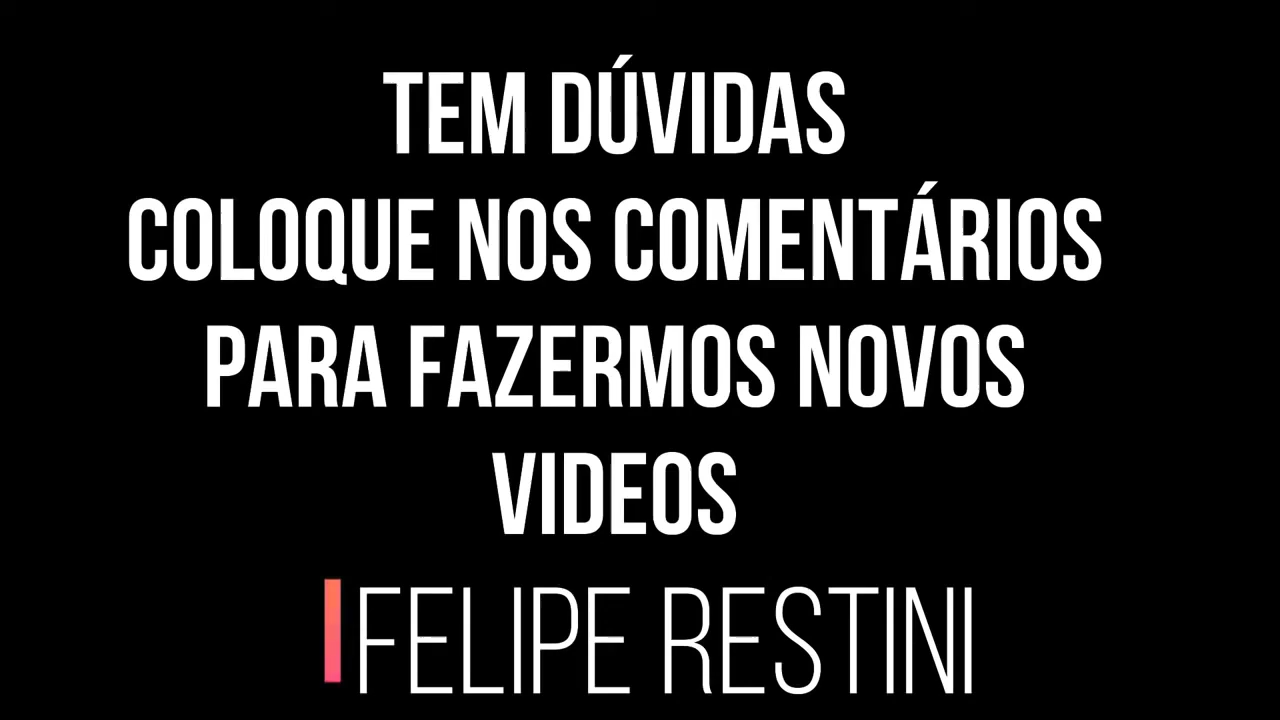 TEM DÚVIDAS
COLOQUE NOS COMENTÁRIOS
PARA FAZERMOS NOVOS
VIDEOS
FELIPE RESTINI